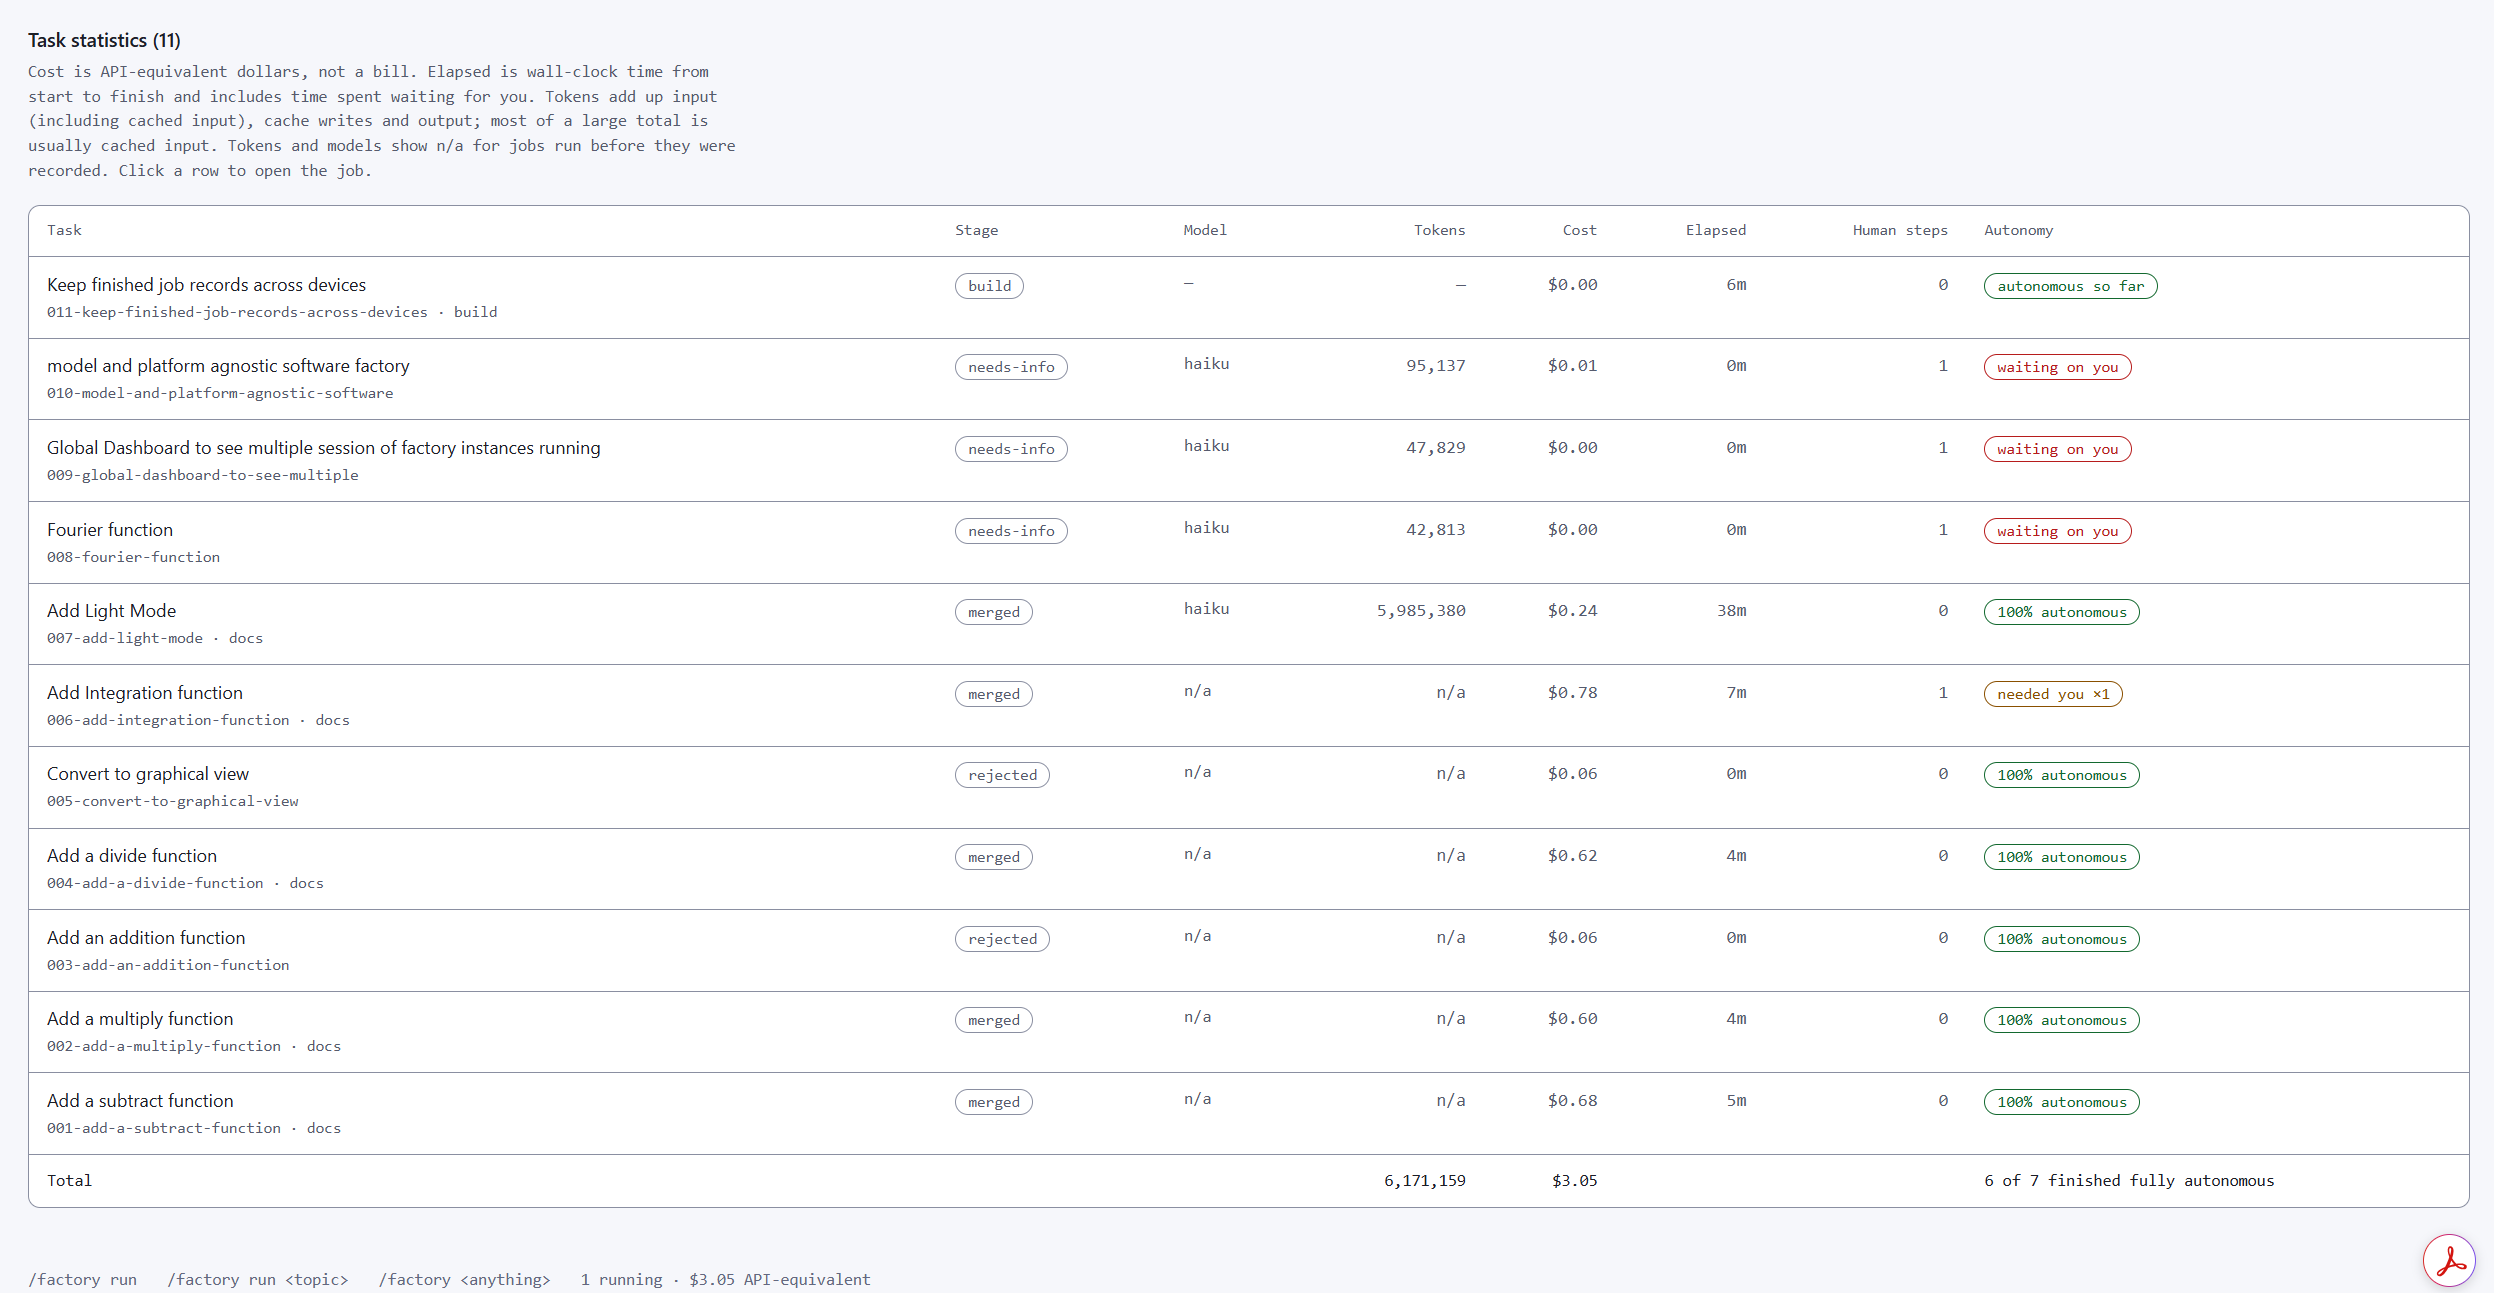 Task statistics (11)
Cost is API-equivalent dollars, not a bill. Elapsed is wall-clock time from
start to finish and includes time spent waiting for you. Tokens add up input
(including cached input), cache writes and output; most of a large total is
usually cached input. Tokens and models show n/a for jobs run before they were
recorded. Click a row to open the job.
Task Stage Model Tokens Cost Elapsed Human steps Autonomy
Keep finished job records across devices build — — $0.00 6m 0 autonomous so far
011-keep-finished-job-records-across-devices · build
model and platform agnostic software factory needs-info haiku 95,137 $0.01 0m 1 waiting on you
010-model-and-platform-agnostic-software
Global Dashboard to see multiple session of factory instances running needs-info haiku 47,829 $0.00 0m 1 waiting on you
009-global-dashboard-to-see-multiple
Fourier function needs-info haiku 42,813 $0.00 0m 1 waiting on you
008-fourier-function
Add Light Mode merged haiku 5,985,380 $0.24 38m 0 100% autonomous
007-add-light-mode · docs
Add Integration function merged n/a n/a $0.78 7m 1 needed you ×1
006-add-integration-function · docs
Convert to graphical view rejected n/a n/a $0.06 0m 0 100% autonomous
005-convert-to-graphical-view
Add a divide function merged n/a n/a $0.62 4m 0 100% autonomous
004-add-a-divide-function · docs
Add an addition function rejected n/a n/a $0.06 0m 0 100% autonomous
003-add-an-addition-function
Add a multiply function merged n/a n/a $0.60 4m 0 100% autonomous
002-add-a-multiply-function · docs
Add a subtract function merged n/a n/a $0.68 5m 0 100% autonomous
001-add-a-subtract-function · docs
Total 6,171,159 $3.05 6 of 7 finished fully autonomous
/factory run /factory run <topic> /factory <anything> 1 running · $3.05 API-equivalent